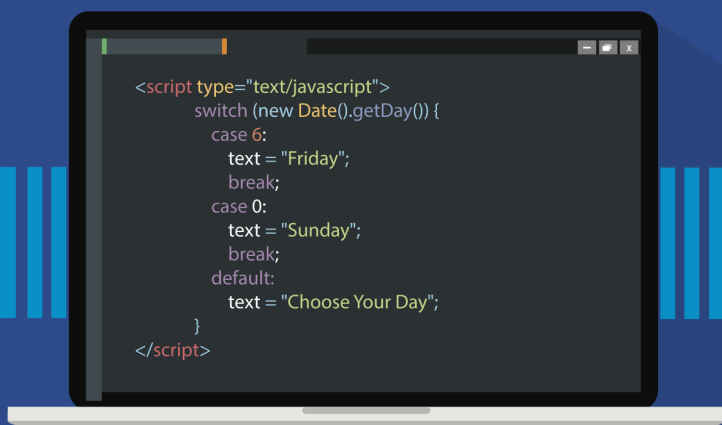 <script type="text/javascript">
switch (new Date().getDay()) {
case 6:
text = "Friday";
break;
case 0:
text = "Sunday";
break;
default:
text = "Choose Your Day";
}
</script>